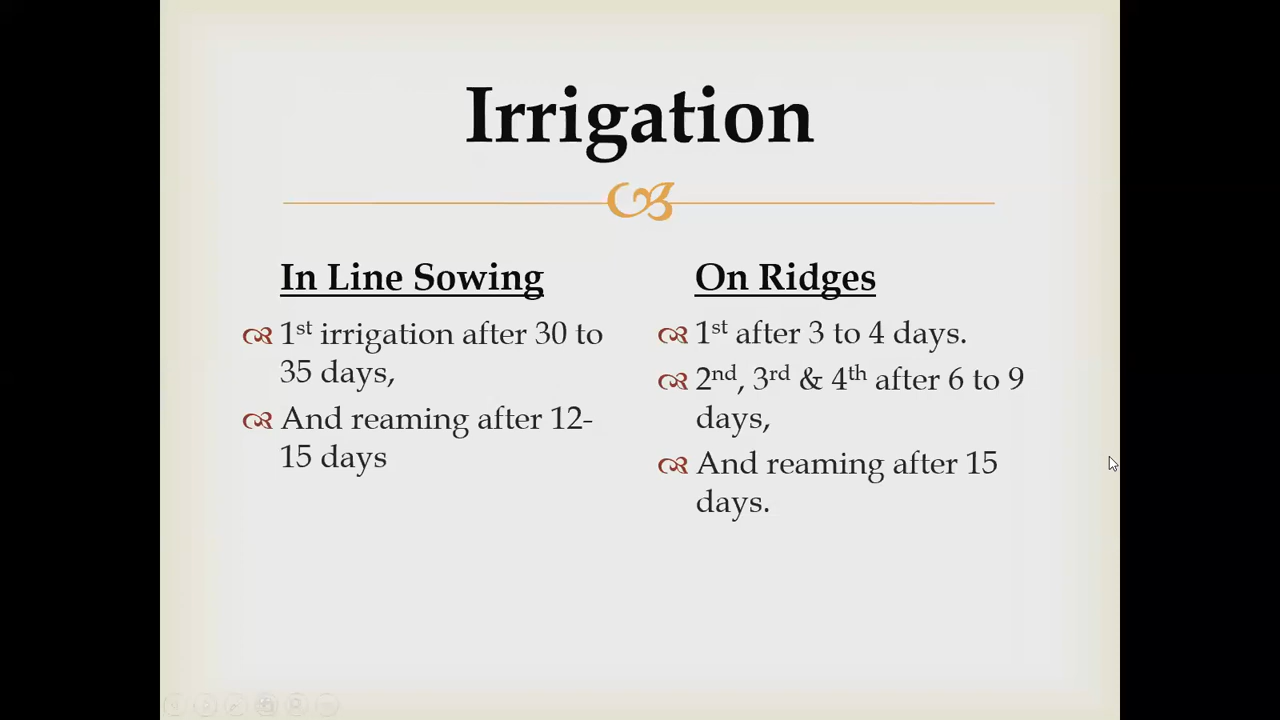 Irrigation
In Line Sowing
1st irrigation after 30 to
35 days,
And reaming after 12-
15 days
On Ridges
1st after 3 to 4 days.
2nd, 3rd & 4th after 6 to 9
days,
And reaming after 15
days.